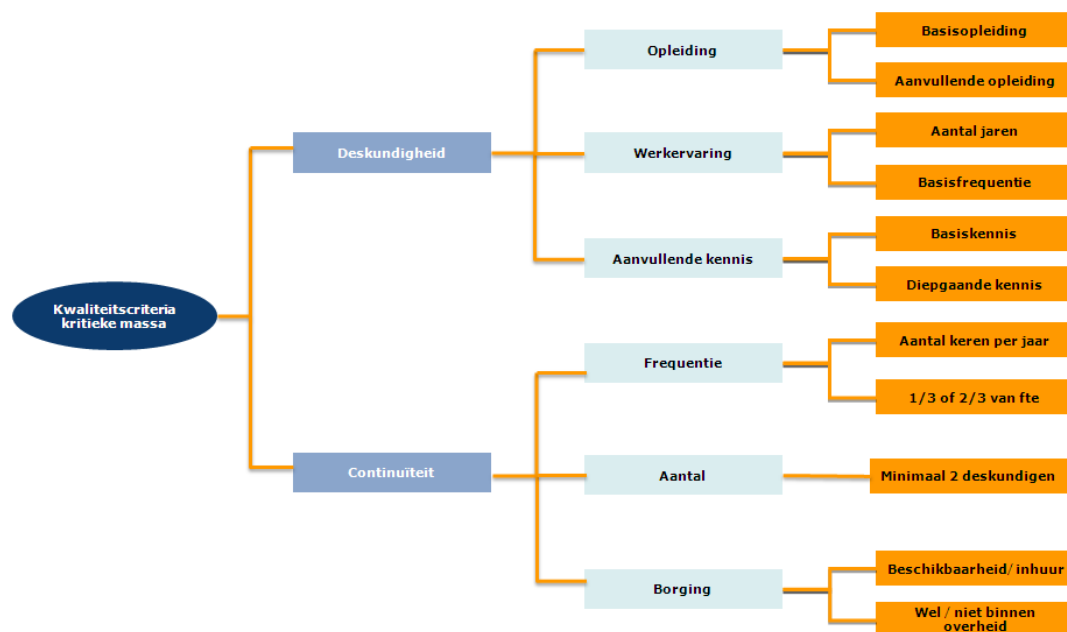 Kwaliteitscriteria
kritieke massa
Deskundigheid
Opleiding
Basisopleiding
Aanvullende opleiding
Werkervaring
Aantal jaren
Basisfrequentie
Aanvullende kennis
Basiskennis
Diepgaande kennis
Continuïteit
Frequentie
Aantal keren per jaar
1/3 of 2/3 van fte
Aantal
Minimaal 2 deskundigen
Borging
Beschikbaarheid/ inhuur
Wel / niet binnen
overheid